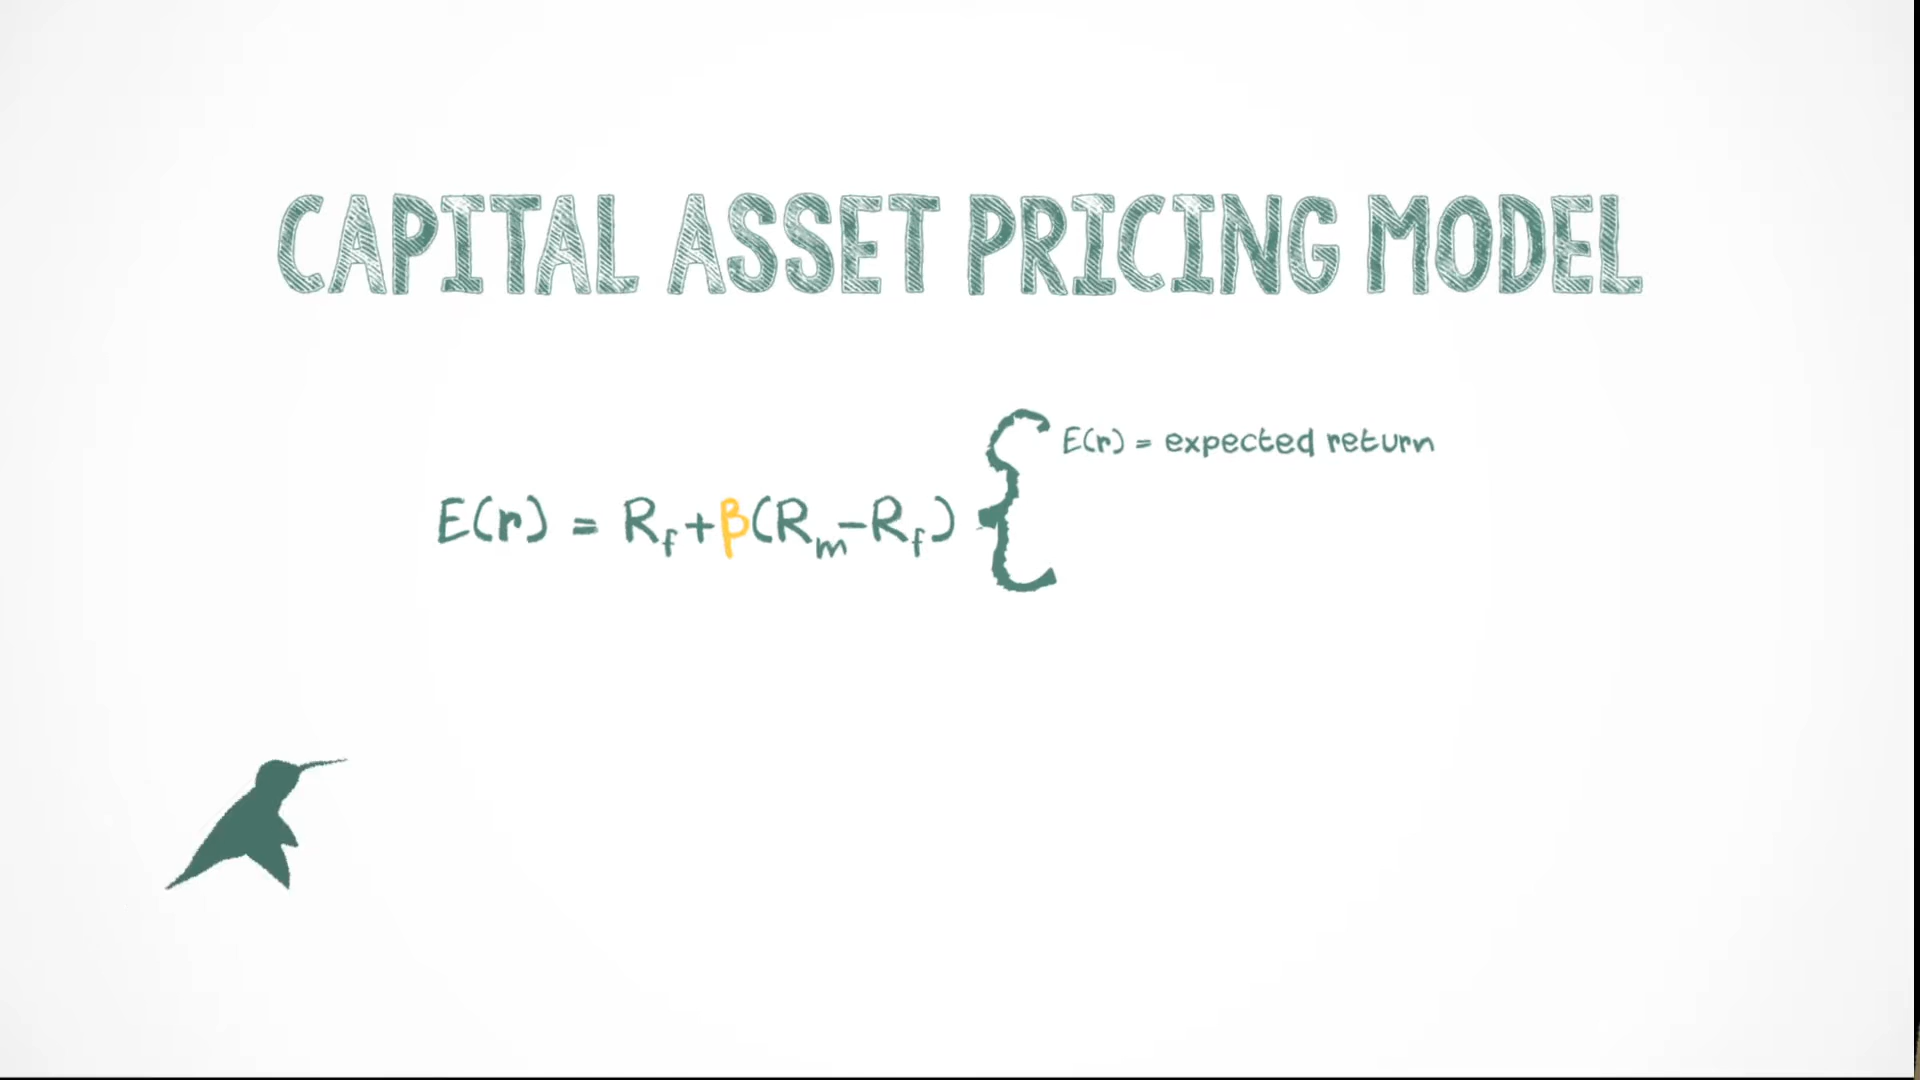 CAPITAL ASSET PRICING MODEL
E(r) = expected return
E(r) = R_f+β(R_m-R_f)